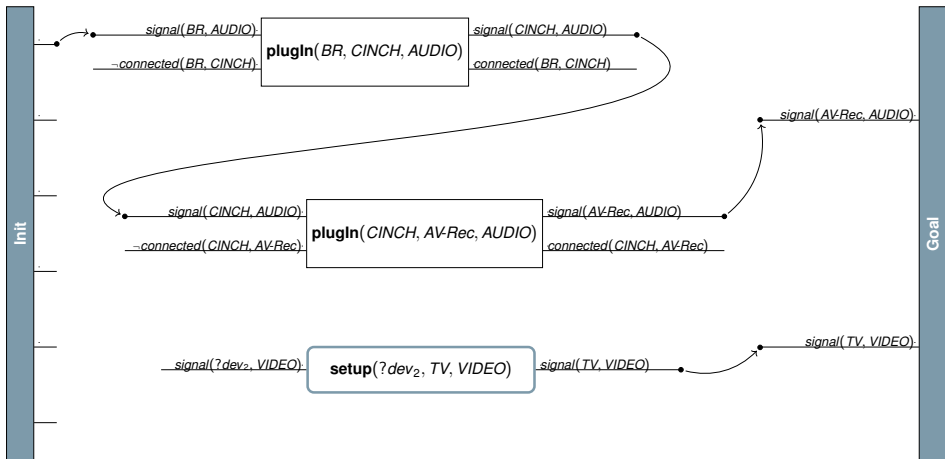 Init
signal(BR, AUDIO)
¬connected(BR, CINCH)
plugIn(BR, CINCH, AUDIO)
signal(CINCH, AUDIO)
connected(BR, CINCH)
signal(AV-Rec, AUDIO)
signal(CINCH, AUDIO)
¬connected(CINCH, AV-Rec)
plugIn(CINCH, AV-Rec, AUDIO)
signal(AV-Rec, AUDIO)
connected(CINCH, AV-Rec)
signal(TV, VIDEO)
signal(?dev₂, VIDEO)
setup(?dev₂, TV, VIDEO)
signal(TV, VIDEO)
Goal